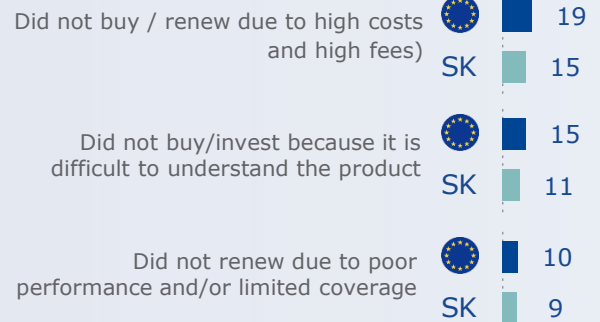 Did not buy / renew due to high costs
and high fees)
19
SK 15
Did not buy/invest because it is
difficult to understand the product
15
SK 11
Did not renew due to poor
performance and/or limited coverage
10
SK 9